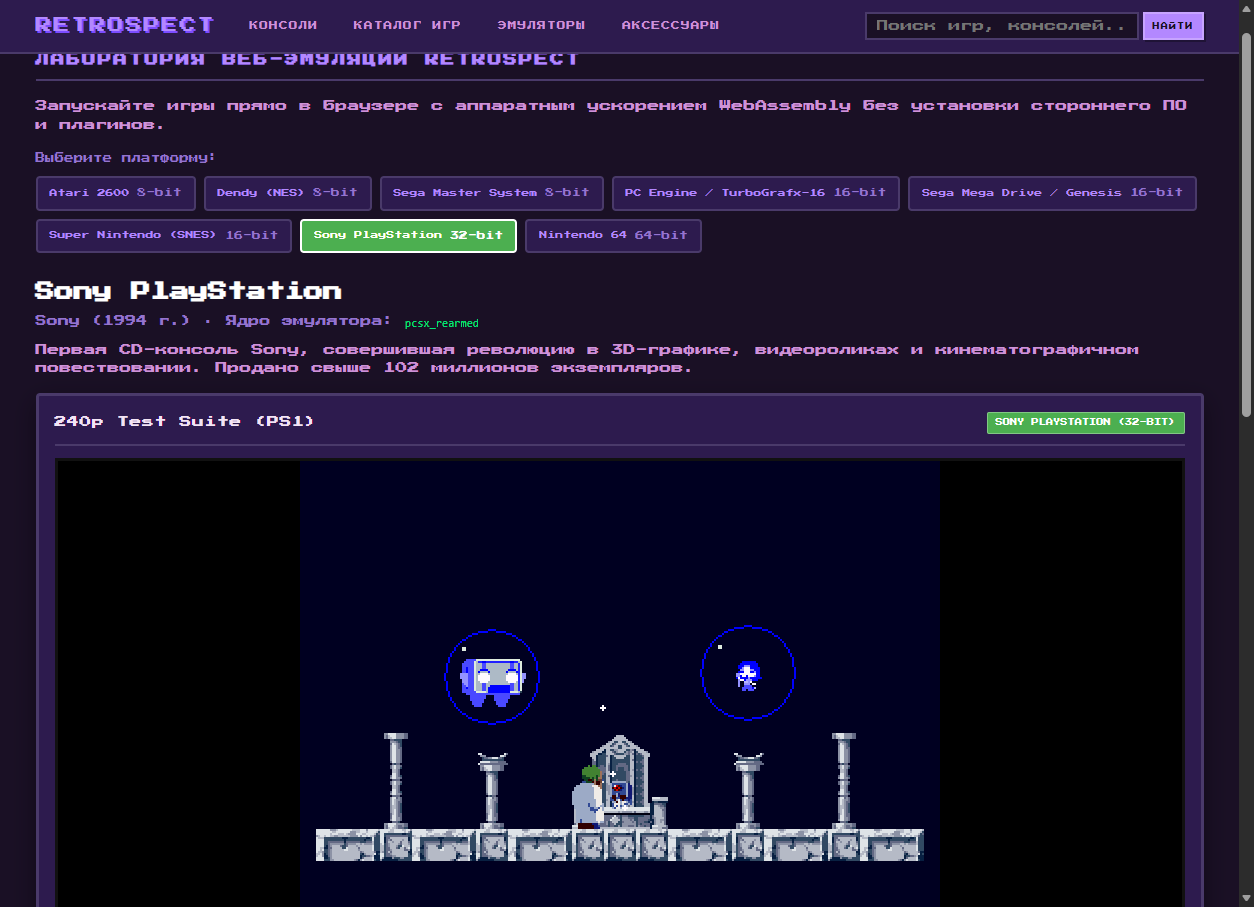 RETROSPECT
КОНСОЛИ
КАТАЛОГ ИГР
ЭМУЛЯТОРЫ
АКСЕССУАРЫ
Поиск игр, консолей..
НАЙТИ
ЛАБОРАТОРИЯ ВЕБ-ЭМУЛЯЦИИ RETROSPECT
Запускайте игры прямо в браузере с аппаратным ускорением WebAssembly без установки стороннего ПО
и плагинов.
Выберите платформу:
Atari 2600 8-bit
Dendy (NES) 8-bit
Sega Master System 8-bit
PC Engine / TurboGrafx-16 16-bit
Sega Mega Drive / Genesis 16-bit
Super Nintendo (SNES) 16-bit
Sony PlayStation 32-bit
Nintendo 64 64-bit
Sony PlayStation
Sony (1994 г.) · Ядро эмулятора: pcsx_rearmed
Первая CD-консоль Sony, совершившая революцию в 3D-графике, видеороликах и кинематографичном
повествовании. Продано свыше 102 миллионов экземпляров.
240p Test Suite (PS1)
SONY PLAYSTATION (32-BIT)